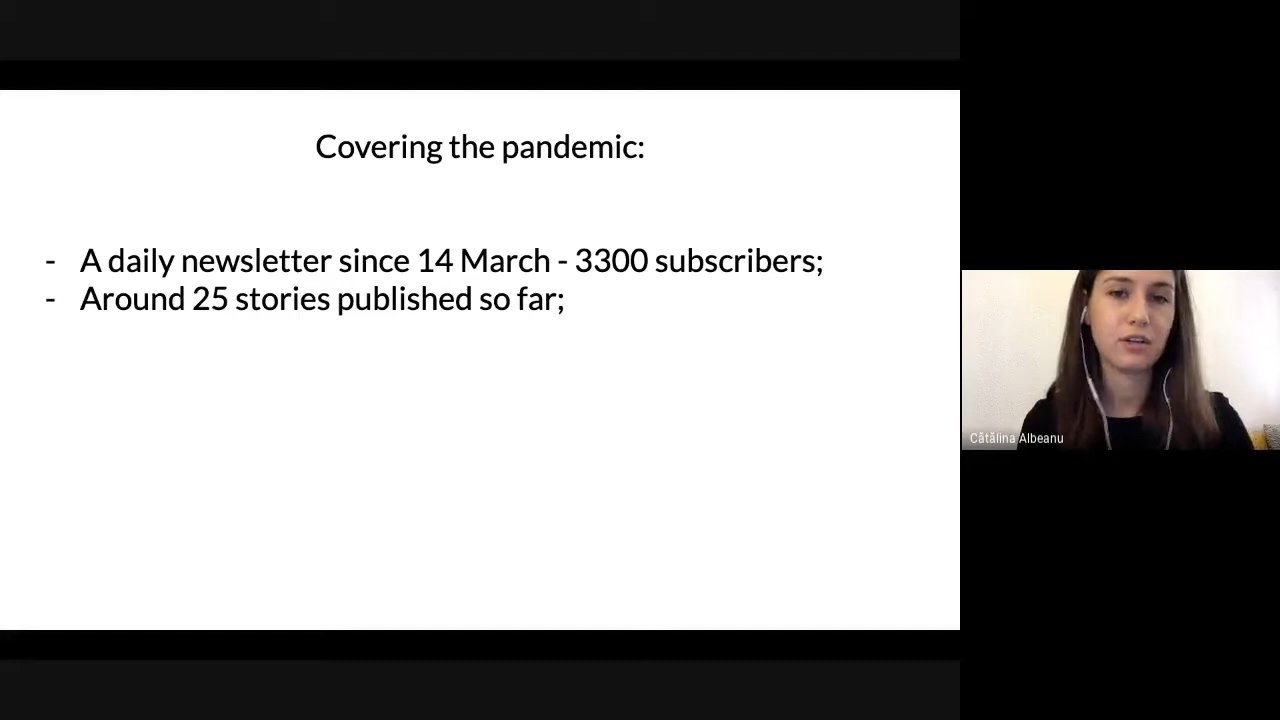 Covering the pandemic:
- A daily newsletter since 14 March - 3300 subscribers;
- Around 25 stories published so far;
Cătălina Albeanu